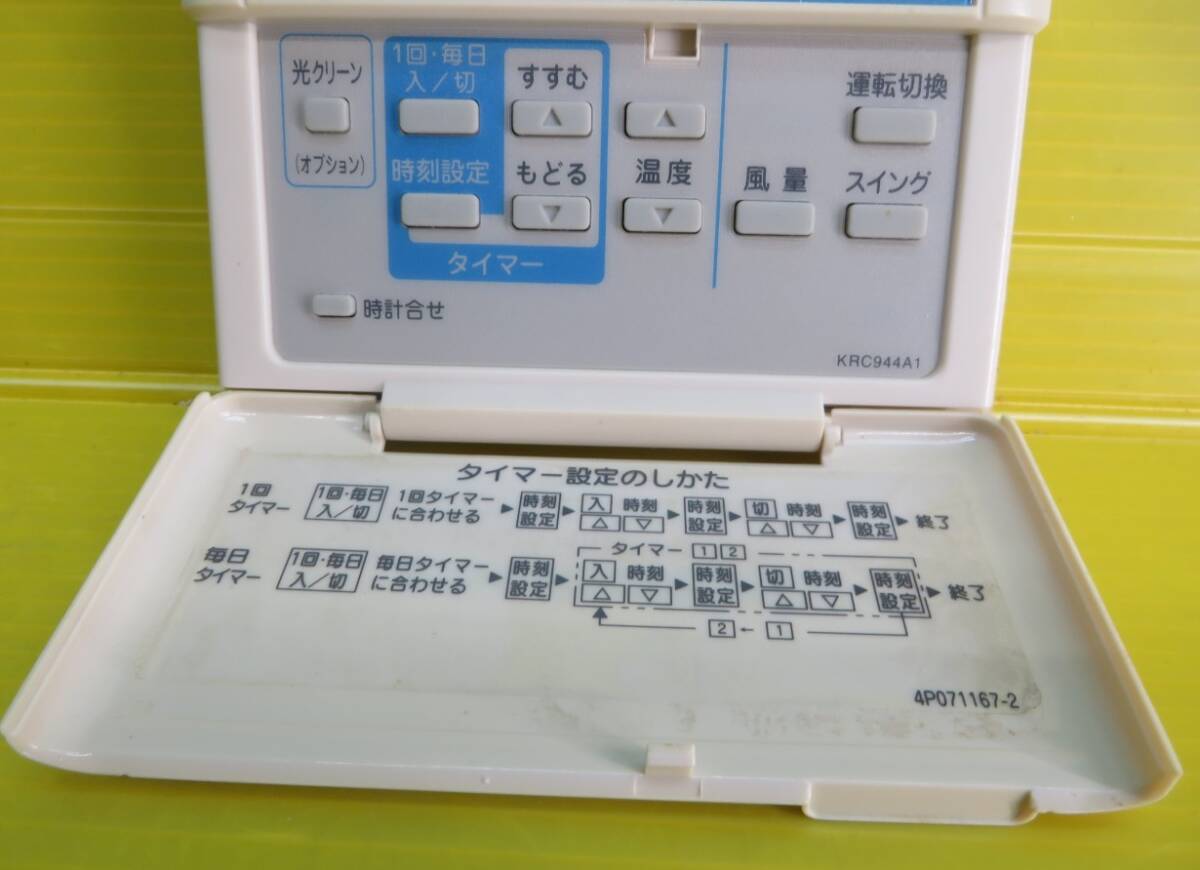 光クリーン
(オプション)
1回・毎日
入／切
時刻設定
すすむ
△
もどる
▽
タイマー
△
温度
▽
風量
運転切換
スイング
時計合せ
KRC944A1
タイマー設定のしかた
1回
タイマー
1回・毎日
入／切
1回タイマー
に合わせる
▶
時刻
設定
▶
入 時刻
△ ▽
▶
時刻
設定
▶
切 時刻
△ ▽
▶
時刻
設定
▶ 終了
毎日
タイマー
1回・毎日
入／切
毎日タイマー
に合わせる
▶
時刻
設定
▶
タイマー 1 2
入 時刻
△ ▽
▶
時刻
設定
▶
切 時刻
△ ▽
▶
時刻
設定
▶ 終了
2 ← 1
4P071167-2